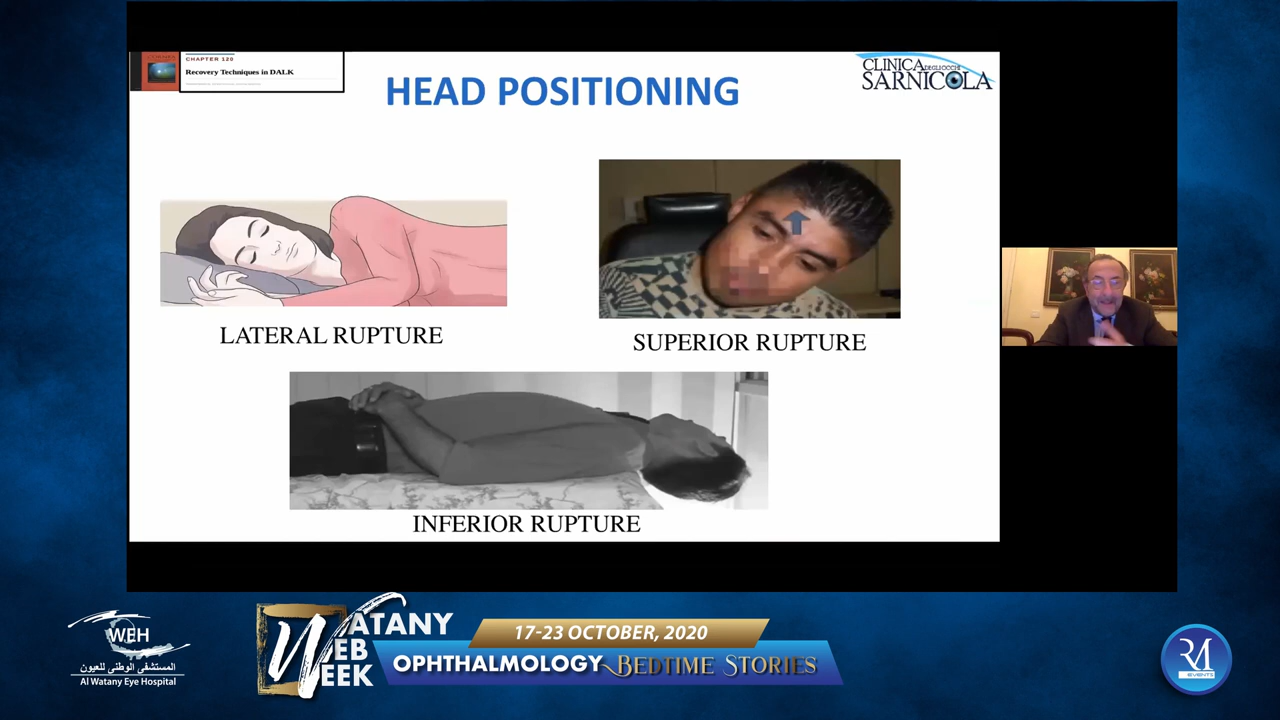 CHAPTER 120
Recovery Techniques in DALK
HEAD POSITIONING
CLINICA DEGLI OCCHI
SARNICOLA
LATERAL RUPTURE
SUPERIOR RUPTURE
INFERIOR RUPTURE
WEH
المستشفى الوطني للعيون
Al Watany Eye Hospital
WATANY
WEB
WEEK
17-23 OCTOBER, 2020
OPHTHALMOLOGY BEDTIME STORIES
RM
EVENTS